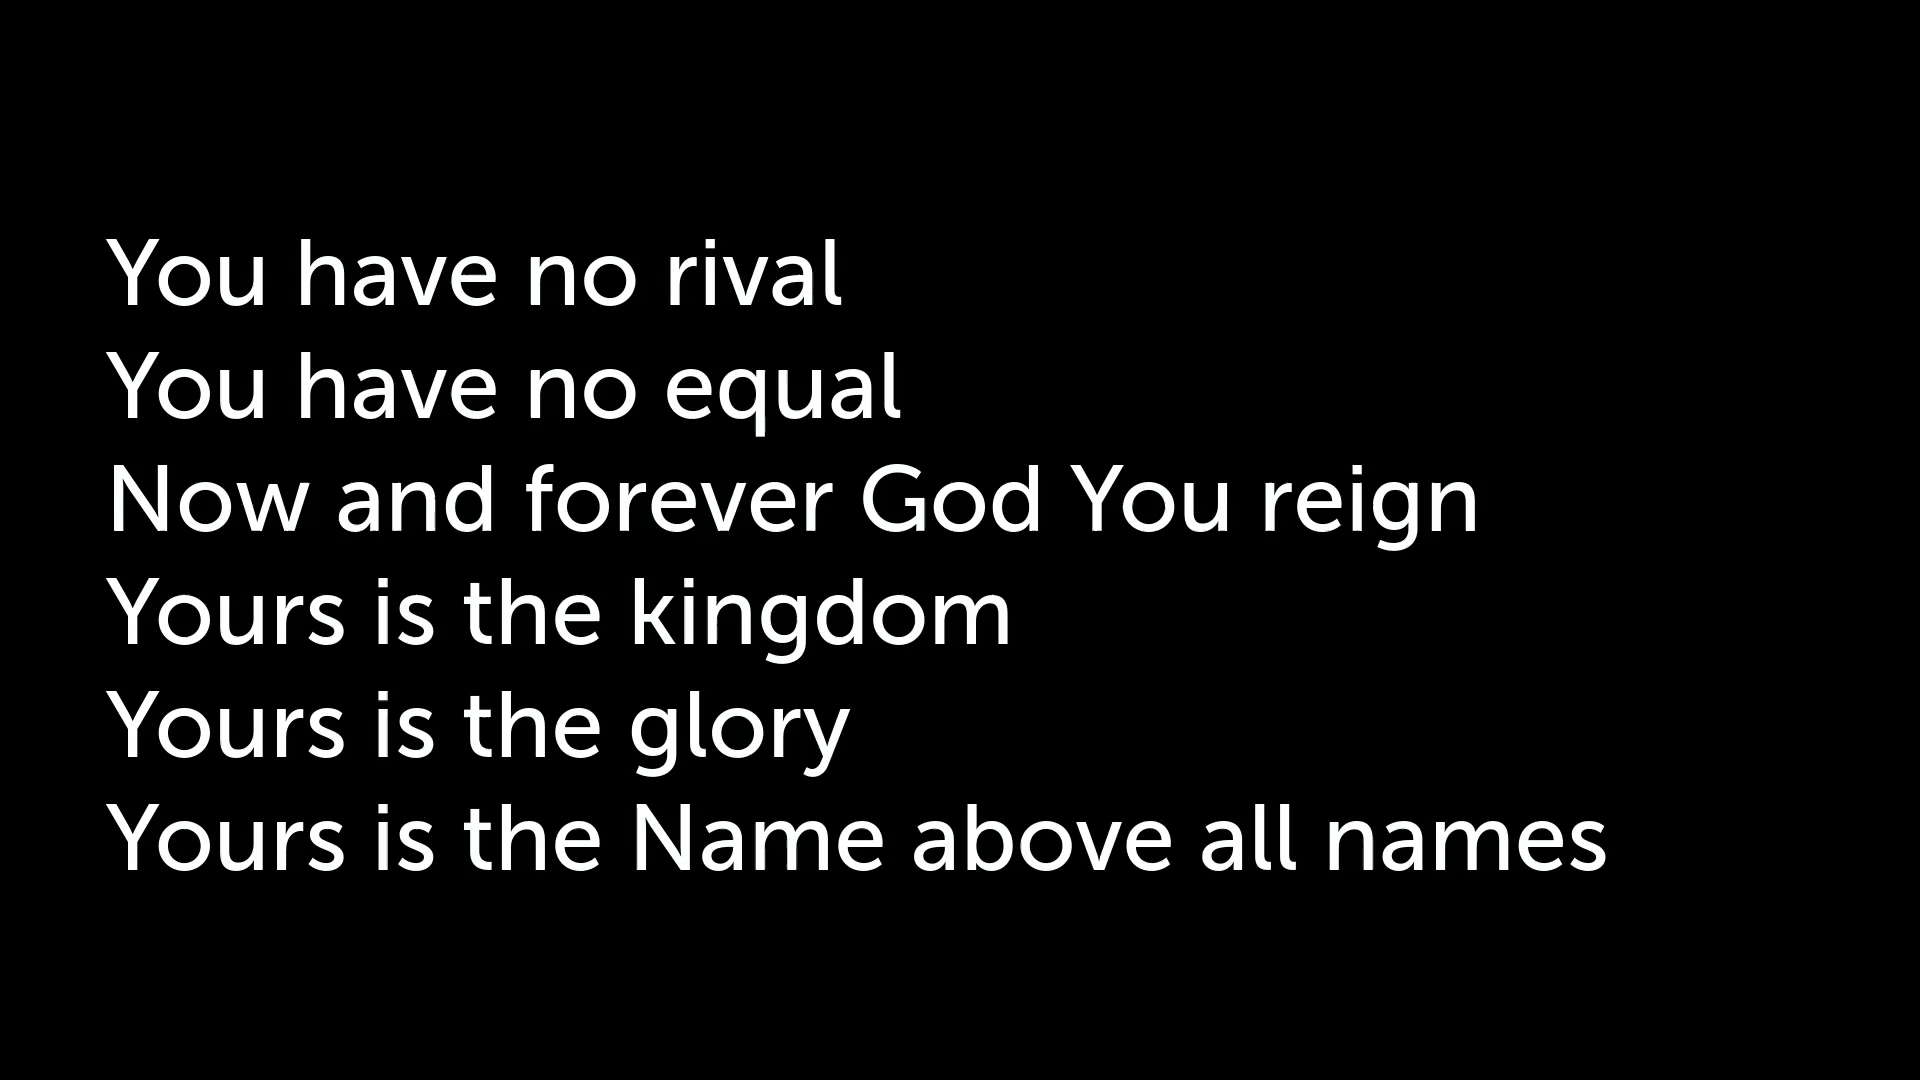 You have no rival
You have no equal
Now and forever God You reign
Yours is the kingdom
Yours is the glory
Yours is the Name above all names